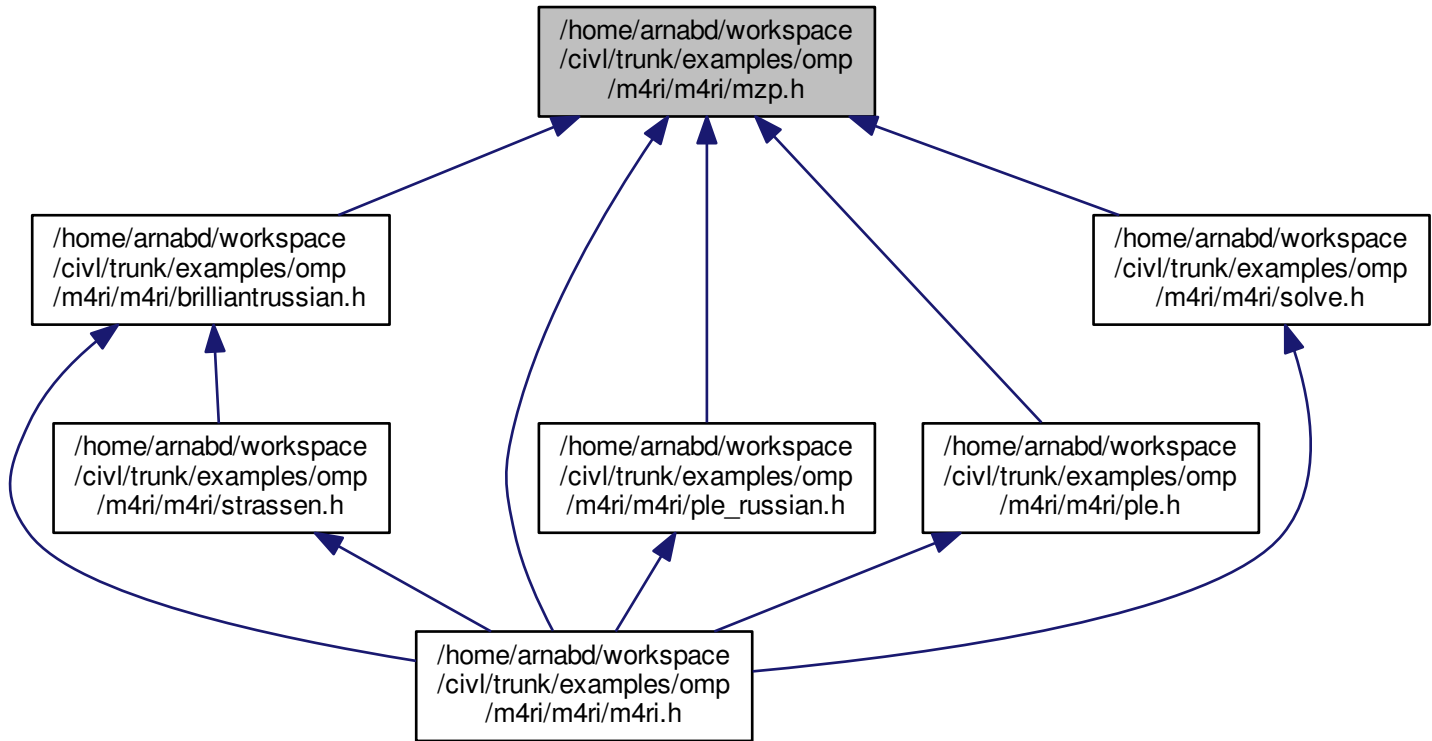 /home/arnabd/workspace
/civl/trunk/examples/omp
/m4ri/m4ri/mzp.h
/home/arnabd/workspace
/civl/trunk/examples/omp
/m4ri/m4ri/brilliantrussian.h
/home/arnabd/workspace
/civl/trunk/examples/omp
/m4ri/m4ri/solve.h
/home/arnabd/workspace
/civl/trunk/examples/omp
/m4ri/m4ri/strassen.h
/home/arnabd/workspace
/civl/trunk/examples/omp
/m4ri/m4ri/ple_russian.h
/home/arnabd/workspace
/civl/trunk/examples/omp
/m4ri/m4ri/ple.h
/home/arnabd/workspace
/civl/trunk/examples/omp
/m4ri/m4ri/m4ri.h